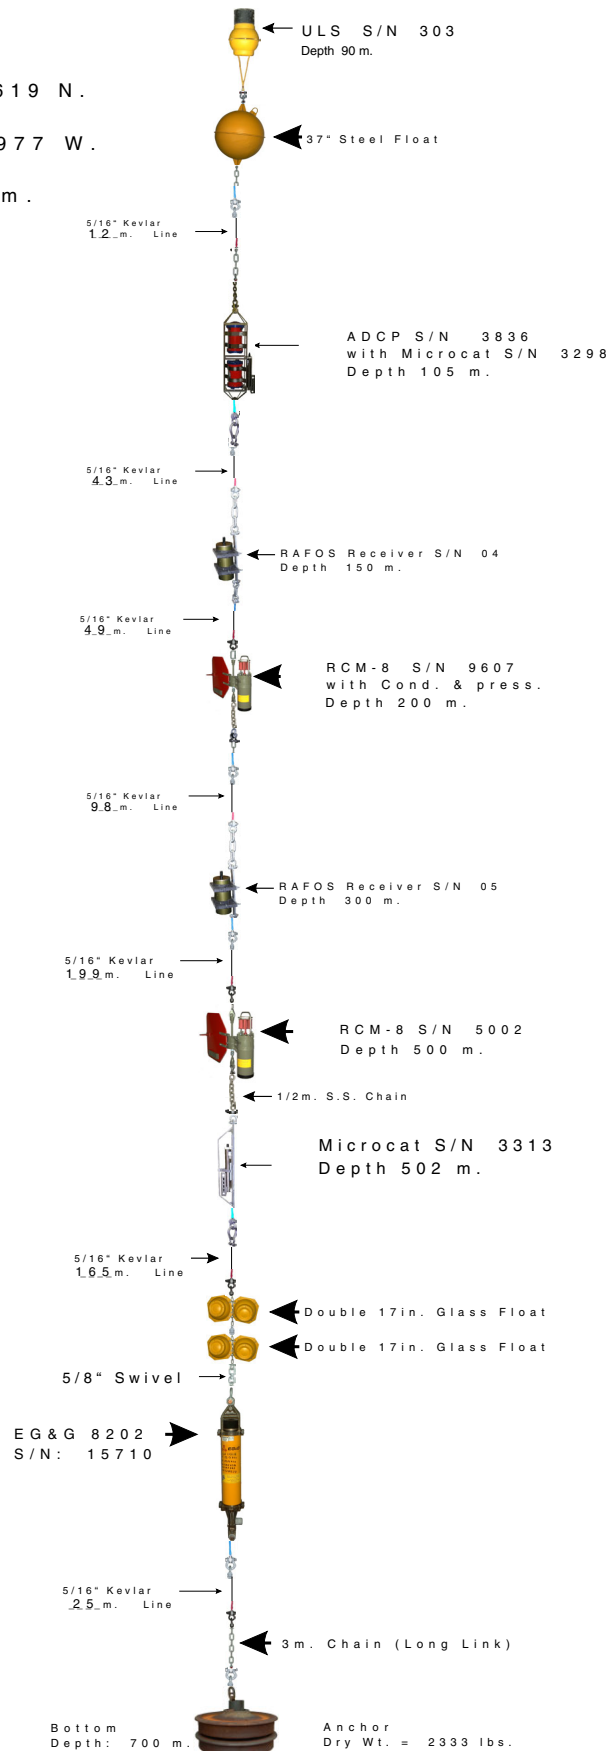 ULS S/N 303
Depth 90 m.
619 N.
977 W.
m.
37" Steel Float
5/16" Kevlar
12 m. Line
ADCP S/N 3836
with Microcat S/N 3298
Depth 105 m.
5/16" Kevlar
43 m. Line
RAFOS Receiver S/N 04
Depth 150 m.
5/16" Kevlar
49 m. Line
RCM-8 S/N 9607
with Cond. & press.
Depth 200 m.
5/16" Kevlar
98 m. Line
RAFOS Receiver S/N 05
Depth 300 m.
5/16" Kevlar
199 m. Line
RCM-8 S/N 5002
Depth 500 m.
1/2m. S.S. Chain
Microcat S/N 3313
Depth 502 m.
5/16" Kevlar
165 m. Line
Double 17in. Glass Float
Double 17in. Glass Float
5/8" Swivel
EG&G 8202
S/N: 15710
5/16" Kevlar
25 m. Line
3m. Chain (Long Link)
Bottom
Depth: 700 m.
Anchor
Dry Wt. = 2333 lbs.